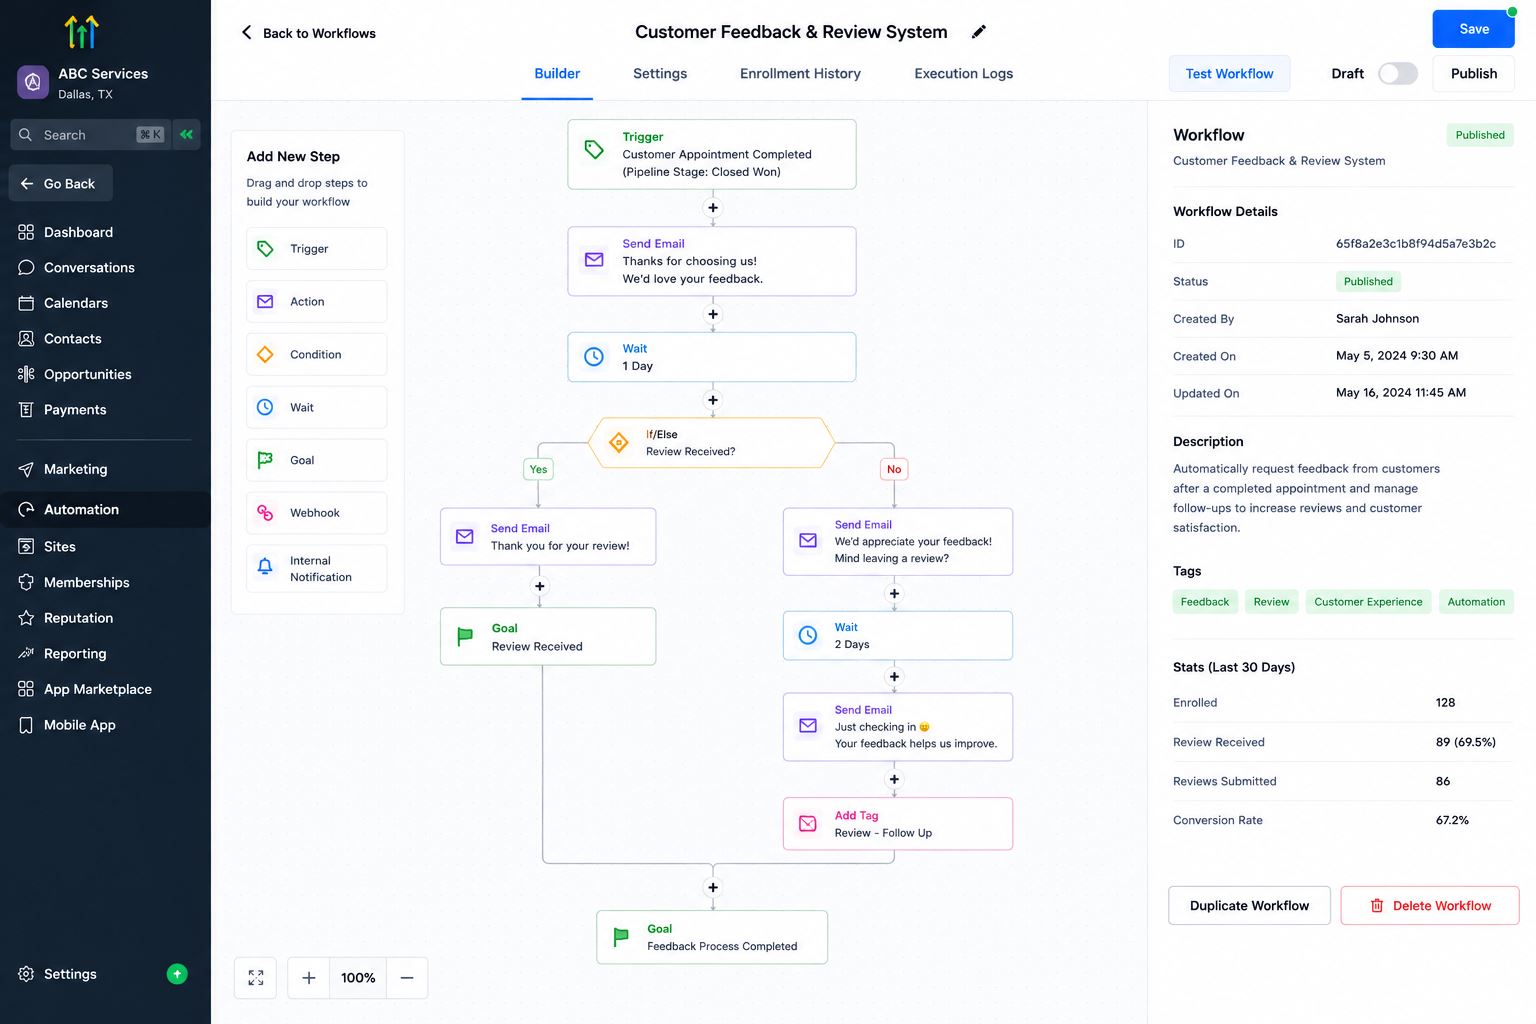 ABC Services
Dallas, TX
Search
⌘ K
Go Back
Dashboard
Conversations
Calendars
Contacts
Opportunities
Payments
Marketing
Automation
Sites
Memberships
Reputation
Reporting
App Marketplace
Mobile App
Settings
Back to Workflows
Customer Feedback & Review System
Save
Builder
Settings
Enrollment History
Execution Logs
Test Workflow
Draft
Publish
Add New Step
Drag and drop steps to
build your workflow
Trigger
Action
Condition
Wait
Goal
Webhook
Internal
Notification
Trigger
Customer Appointment Completed
(Pipeline Stage: Closed Won)
Send Email
Thanks for choosing us!
We'd love your feedback.
Wait
1 Day
If/Else
Review Received?
Yes
No
Send Email
Thank you for your review!
Goal
Review Received
Send Email
We'd appreciate your feedback!
Mind leaving a review?
Wait
2 Days
Send Email
Just checking in 😊
Your feedback helps us improve.
Add Tag
Review - Follow Up
Goal
Feedback Process Completed
100%
Workflow
Published
Customer Feedback & Review System
Workflow Details
ID 65f8a2e3c1b8f94d5a7e3b2c
Status Published
Created By Sarah Johnson
Created On May 5, 2024 9:30 AM
Updated On May 16, 2024 11:45 AM
Description
Automatically request feedback from customers
after a completed appointment and manage
follow-ups to increase reviews and customer
satisfaction.
Tags
Feedback Review Customer Experience Automation
Stats (Last 30 Days)
Enrolled 128
Review Received 89 (69.5%)
Reviews Submitted 86
Conversion Rate 67.2%
Duplicate Workflow
Delete Workflow